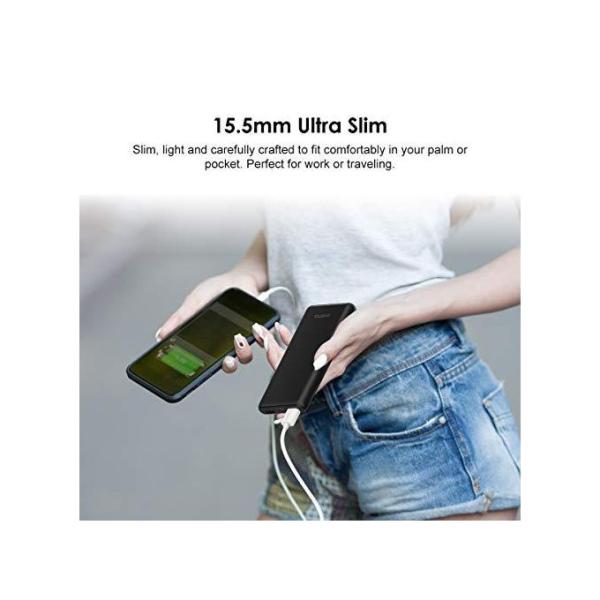 15.5mm Ultra Slim
Slim, light and carefully crafted to fit comfortably in your palm or
pocket. Perfect for work or traveling.